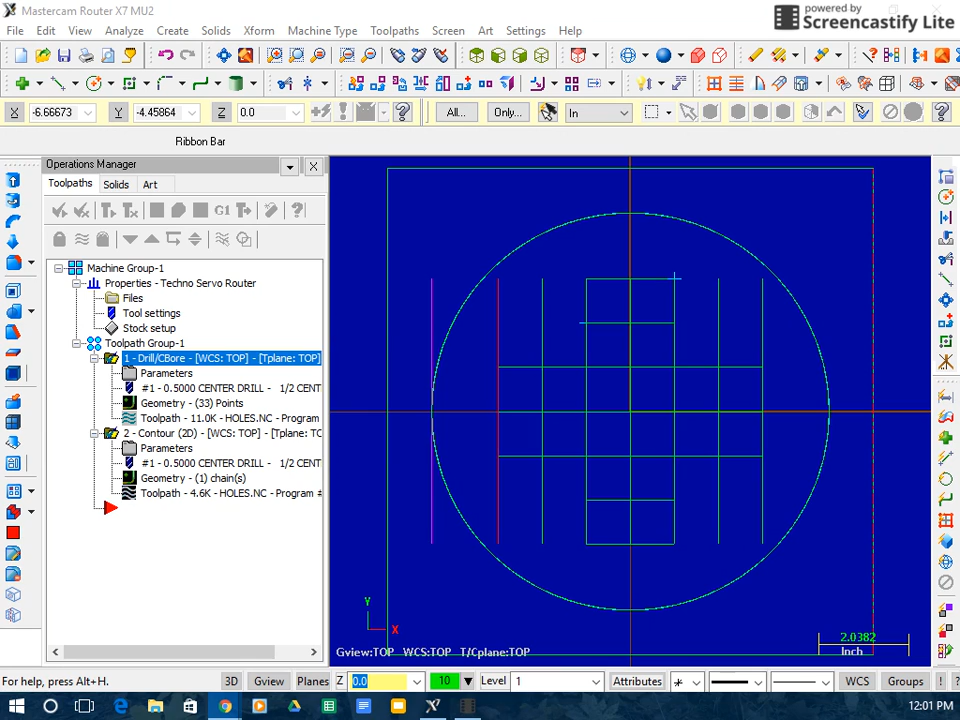 Mastercam Router X7 MU2
powered by
Screencastify Lite
File Edit View Analyze Create Solids Xform Machine Type Toolpaths Screen Art Settings Help
X -6.66673 Y -4.45864 Z 0.0 All... Only... In
Ribbon Bar
Operations Manager
Toolpaths Solids Art
G1
Machine Group-1
Properties - Techno Servo Router
Files
Tool settings
Stock setup
Toolpath Group-1
1 - Drill/CBore - [WCS: TOP] - [Tplane: TOP]
Parameters
#1 - 0.5000 CENTER DRILL - 1/2 CENT
Geometry - (33) Points
Toolpath - 11.0K - HOLES.NC - Program
2 - Contour (2D) - [WCS: TOP] - [Tplane: TC
Parameters
#1 - 0.5000 CENTER DRILL - 1/2 CENT
Geometry - (1) chain(s)
Toolpath - 4.6K - HOLES.NC - Program #
Y
X
Gview:TOP WCS:TOP T/Cplane:TOP
2.0382
Inch
For help, press Alt+H. 3D Gview Planes Z 0.0 10 Level 1 Attributes WCS Groups ! ?
12:01 PM